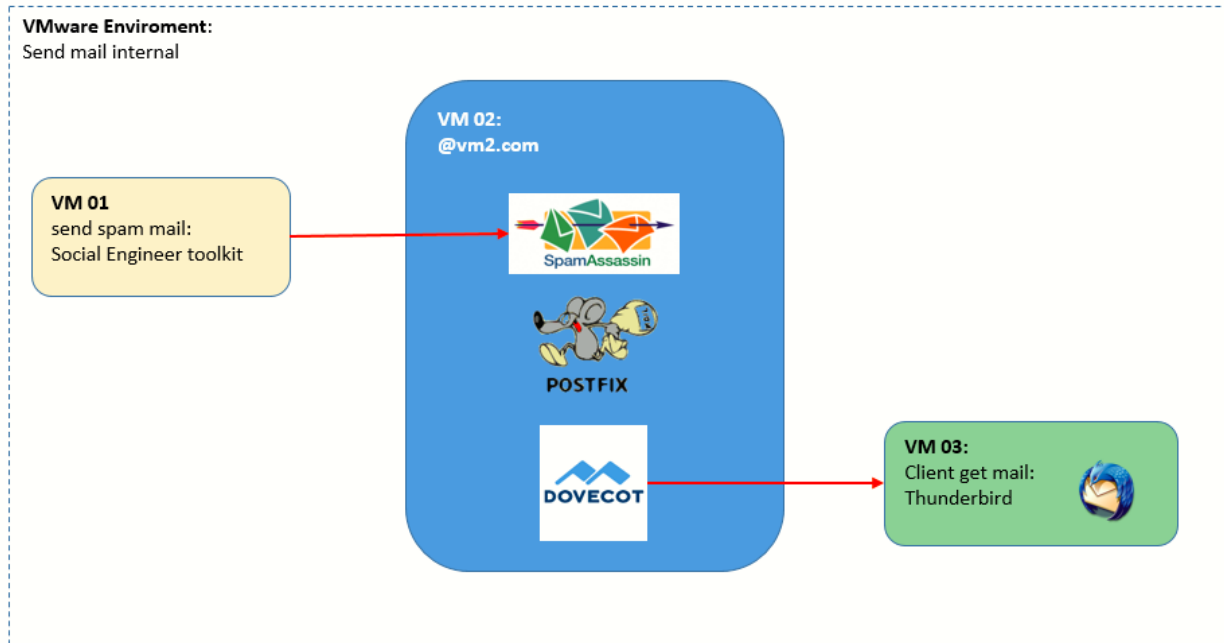 VMware Enviroment:
Send mail internal
VM 02:
@vm2.com
VM 01
send spam mail:
Social Engineer toolkit
SpamAssassin
POSTFIX
DOVECOT
VM 03:
Client get mail:
Thunderbird